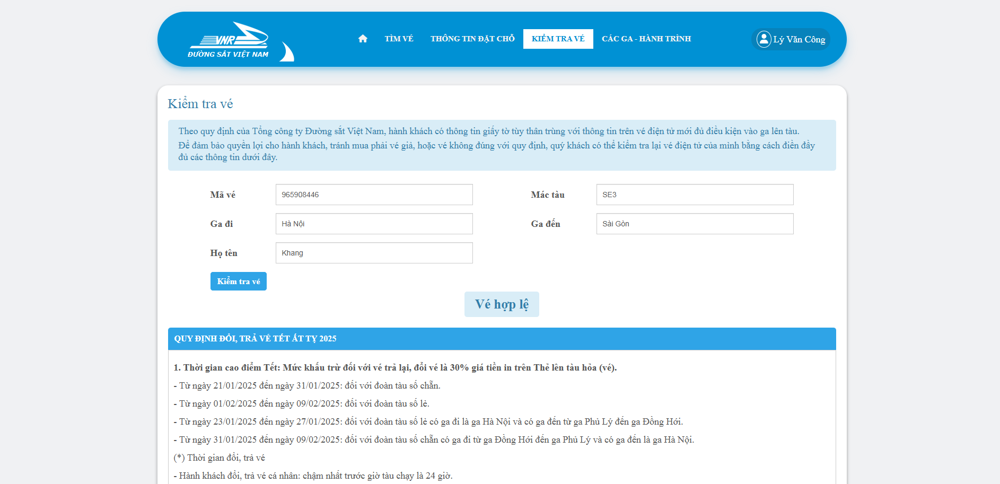 VNR
ĐƯỜNG SẮT VIỆT NAM
TÌM VÉ
THÔNG TIN ĐẶT CHỖ
KIỂM TRA VÉ
CÁC GA - HÀNH TRÌNH
Lý Văn Công
Kiểm tra vé
Theo quy định của Tổng công ty Đường sắt Việt Nam, hành khách có thông tin giấy tờ tùy thân trùng với thông tin trên vé điện tử mới đủ điều kiện vào ga lên tàu.
Để đảm bảo quyền lợi cho hành khách, tránh mua phải vé giả, hoặc vé không đúng với quy định, quý khách có thể kiểm tra lại vé điện tử của mình bằng cách điền đầy
đủ các thông tin dưới đây.
Mã vé
965908446
Mác tàu
SE3
Ga đi
Hà Nội
Ga đến
Sài Gòn
Họ tên
Khang
Kiểm tra vé
Vé hợp lệ
QUY ĐỊNH ĐỔI, TRẢ VÉ TẾT ẤT TỴ 2025
1. Thời gian cao điểm Tết: Mức khấu trừ đối với vé trả lại, đổi vé là 30% giá tiền in trên Thẻ lên tàu hỏa (vé).
- Từ ngày 21/01/2025 đến ngày 31/01/2025: đối với đoàn tàu số chẵn.
- Từ ngày 01/02/2025 đến ngày 09/02/2025: đối với đoàn tàu số lẻ.
- Từ ngày 23/01/2025 đến ngày 27/01/2025: đối với đoàn tàu số lẻ có ga đi là ga Hà Nội và có ga đến từ ga Phủ Lý đến ga Đồng Hới.
- Từ ngày 31/01/2025 đến ngày 09/02/2025: đối với đoàn tàu số chẵn có ga đi từ ga Đồng Hới đến ga Phủ Lý và có ga đến là ga Hà Nội.
(*) Thời gian đổi, trả vé
- Hành khách đổi, trả vé cá nhân: chậm nhất trước giờ tàu chạy là 24 giờ.